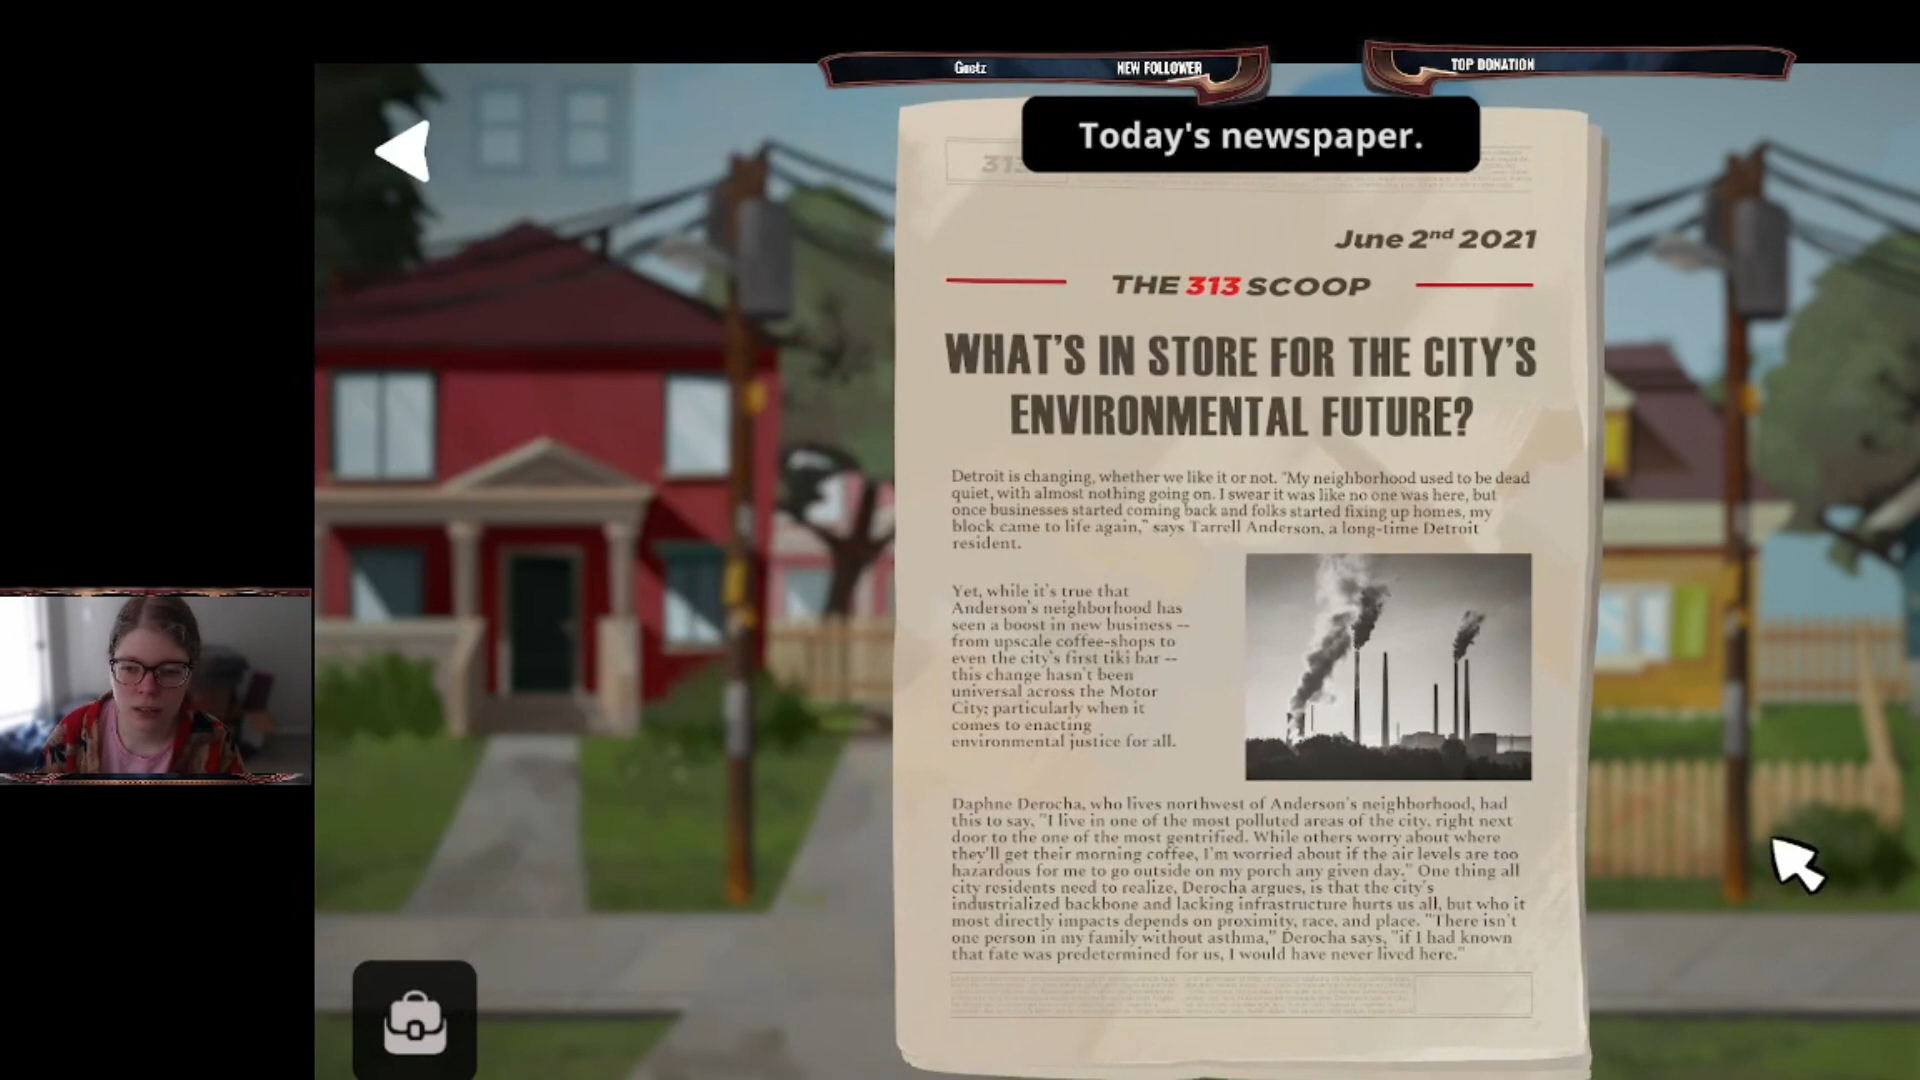 Gaetz
NEW FOLLOWER
TOP DONATION
Today's newspaper.
313
June 2nd 2021
THE 313 SCOOP
WHAT'S IN STORE FOR THE CITY'S
ENVIRONMENTAL FUTURE?
Detroit is changing, whether we like it or not. "My neighborhood used to be dead
quiet, with almost nothing going on. I swear it was like no one was here, but
once businesses started coming back and folks started fixing up homes, my
block came to life again," says Tarrell Anderson, a long-time Detroit
resident.
Yet, while it's true that
Anderson's neighborhood has
seen a boost in new business --
from upscale coffee-shops to
even the city's first tiki bar --
this change hasn't been
universal across the Motor
City; particularly when it
comes to enacting
environmental justice for all.
Daphne Derocha, who lives northwest of Anderson's neighborhood, had
this to say, "I live in one of the most polluted areas of the city, right next
door to the one of the most gentrified. While others worry about where
they'll get their morning coffee, I'm worried about if the air levels are too
hazardous for me to go outside on my porch any given day." One thing all
city residents need to realize, Derocha argues, is that the city's
industrialized backbone and lacking infrastructure hurts us all, but who it
most directly impacts depends on proximity, race, and place. "There isn't
one person in my family without asthma," Derocha says, "if I had known
that fate was predetermined for us, I would have never lived here."